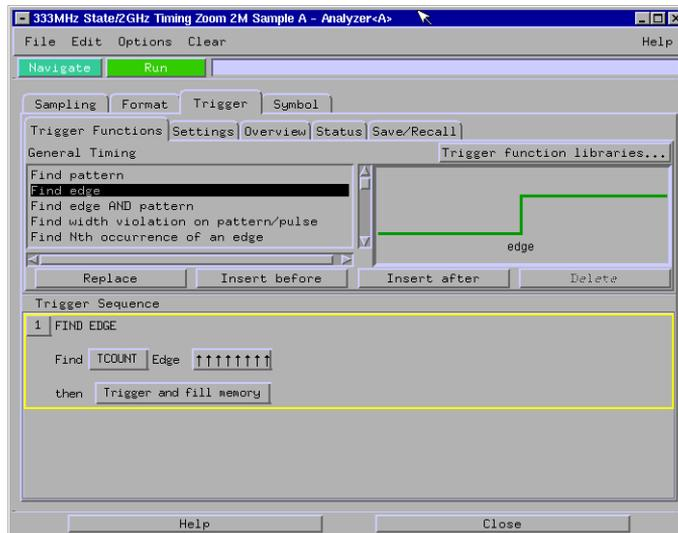 333MHz State/2GHz Timing Zoom 2M Sample A - Analyzer<A>
File Edit Options Clear Help
Navigate Run
Sampling Format Trigger Symbol
Trigger Functions Settings Overview Status Save/Recall
General Timing Trigger function libraries...
Find pattern
Find edge
Find edge AND pattern
Find width violation on pattern/pulse
Find Nth occurrence of an edge
edge
Replace Insert before Insert after Delete
Trigger Sequence
1 FIND EDGE
Find TCOUNT Edge ↑↑↑↑↑↑↑↑
then Trigger and fill memory
Help Close